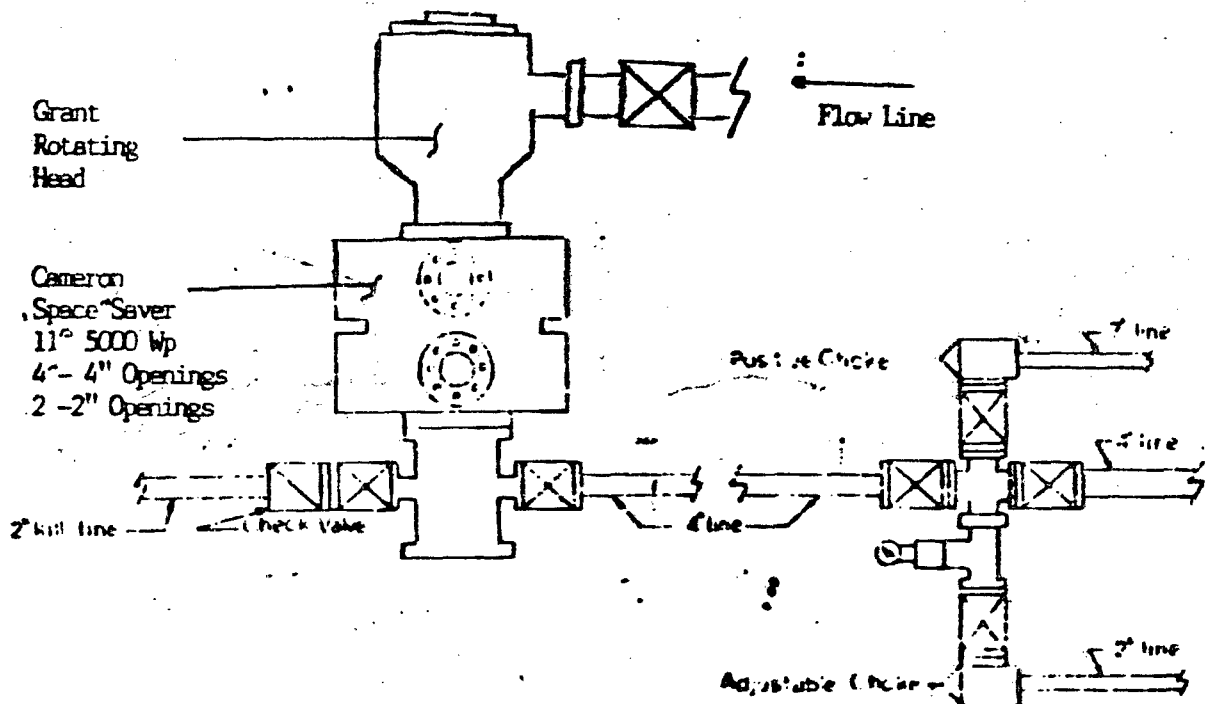 Grant
Rotating
Head
Flow Line
Cameron
Space Saver
11" 5000 Wp
4 - 4" Openings
2 -2" Openings
line
Choke
line
2" kill line
Check Valve
4" line
2" line
Adjustable Choke